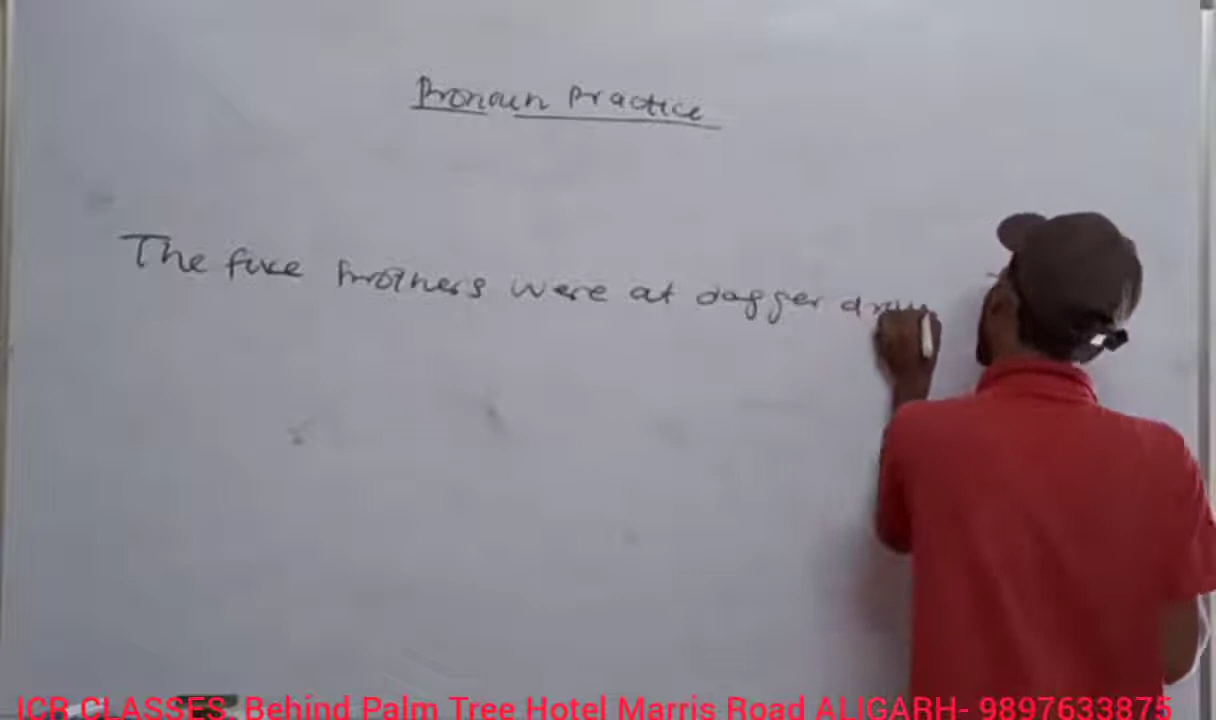 Pronoun Practice
The five brothers were at dagger draw
ICR CLASSES, Behind Palm Tree Hotel Marris Road ALIGARH- 9897633875